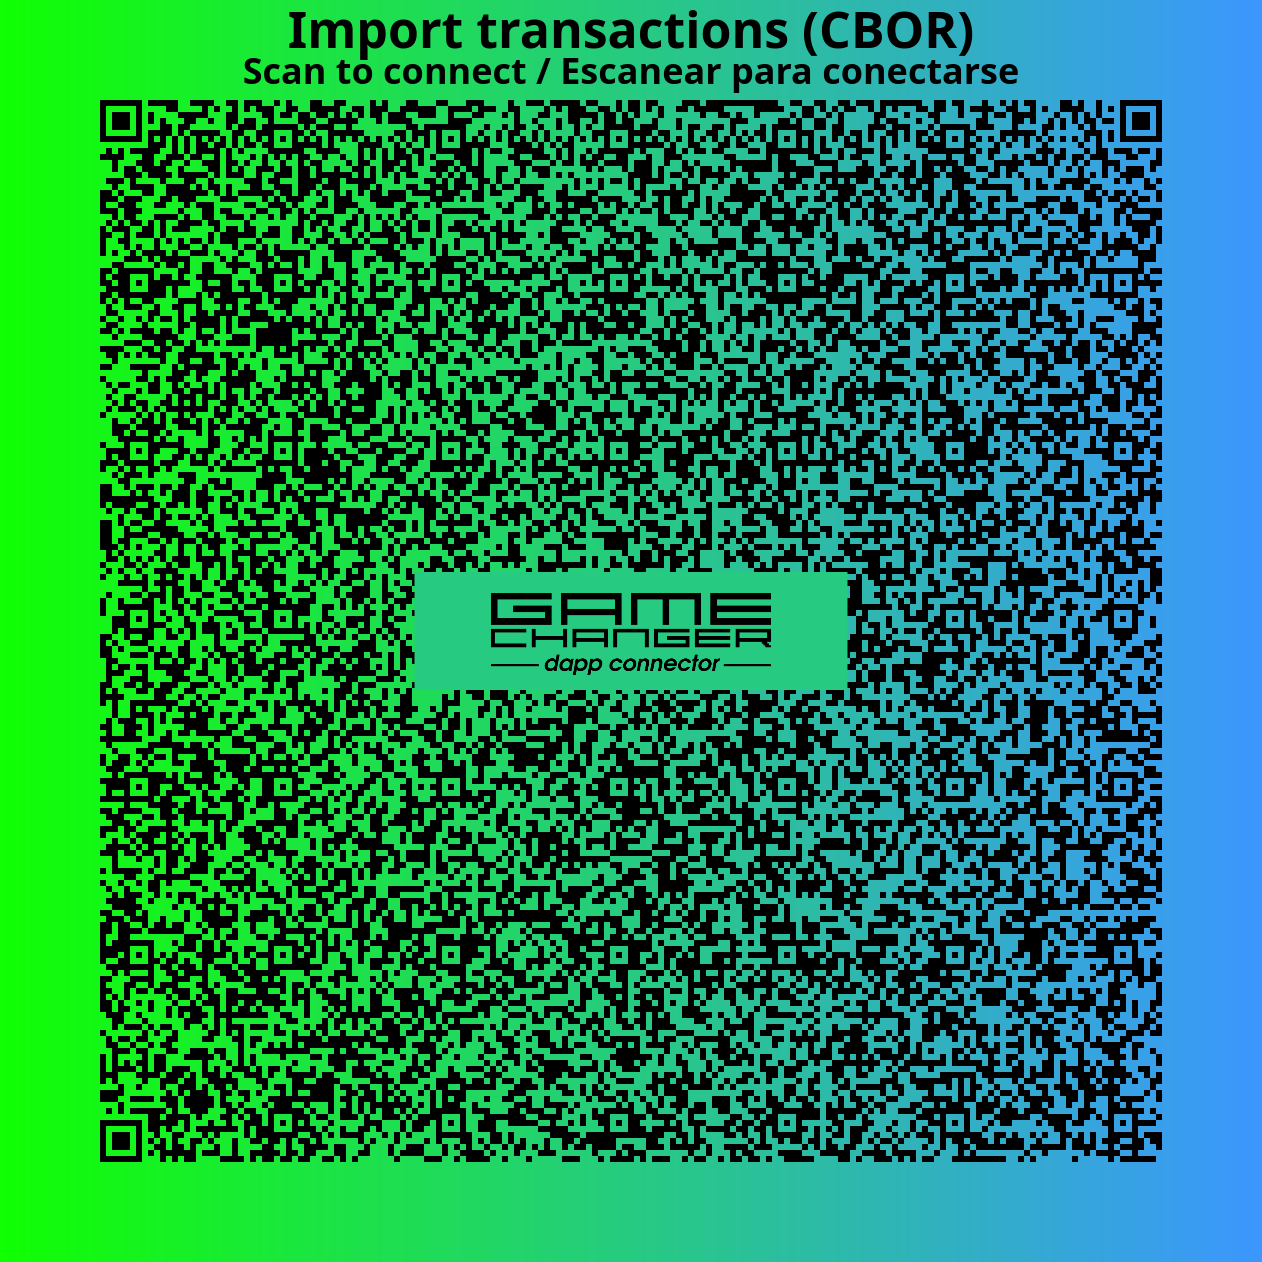 Import transactions (CBOR)
Scan to connect / Escanear para conectarse
GAME
CHANGER
dapp connector